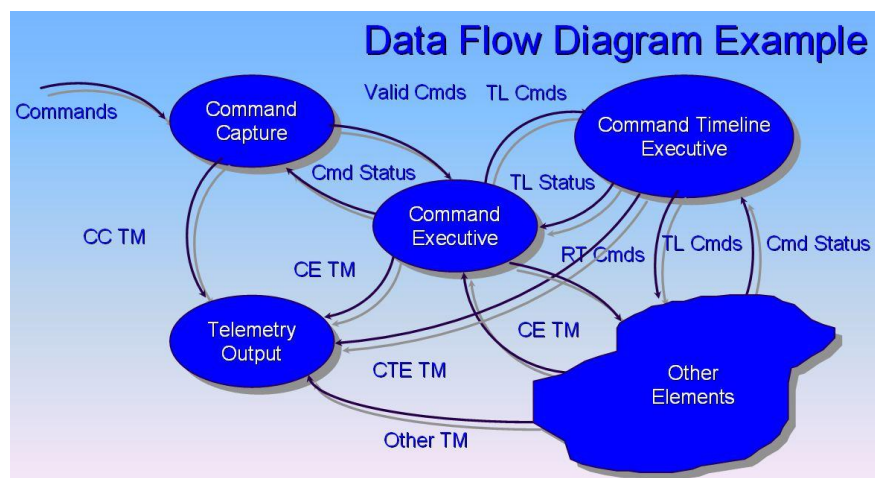 Data Flow Diagram Example
Commands
Command
Capture
Valid Cmds
TL Cmds
Command Timeline
Executive
Cmd Status
TL Status
Command
Executive
CC TM
CE TM
RT Cmds
TL Cmds
Cmd Status
Telemetry
Output
CE TM
CTE TM
Other
Elements
Other TM